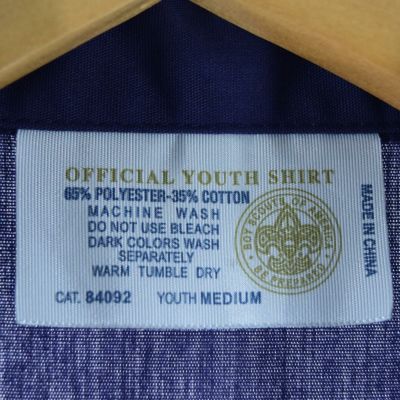 OFFICIAL YOUTH SHIRT
65% POLYESTER-35% COTTON
MACHINE WASH
DO NOT USE BLEACH
DARK COLORS WASH
SEPARATELY
WARM TUMBLE DRY
CAT. 84092 YOUTH MEDIUM
BOY SCOUTS OF AMERICA
BE PREPARED
MADE IN CHINA